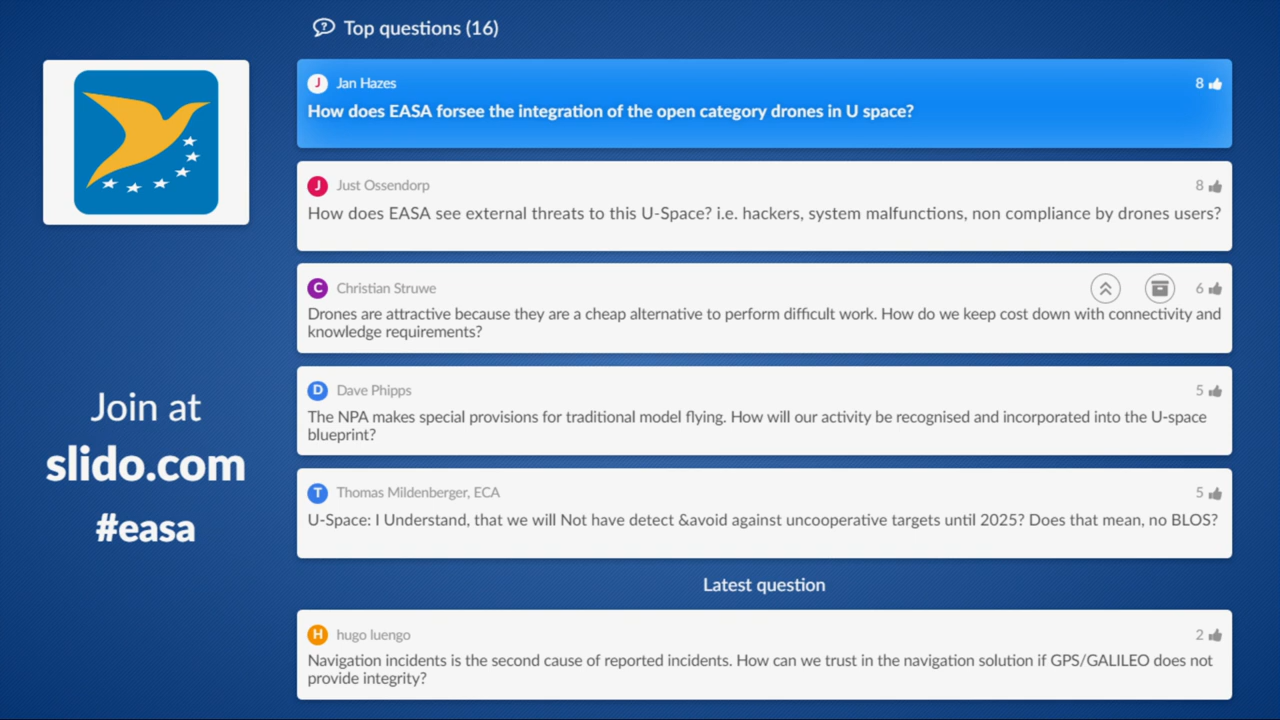 Top questions (16)
J Jan Hazes 8
How does EASA forsee the integration of the open category drones in U space?
J Just Ossendorp 8
How does EASA see external threats to this U-Space? i.e. hackers, system malfunctions, non compliance by drones users?
C Christian Struwe 6
Drones are attractive because they are a cheap alternative to perform difficult work. How do we keep cost down with connectivity and
knowledge requirements?
D Dave Phipps 5
The NPA makes special provisions for traditional model flying. How will our activity be recognised and incorporated into the U-space
blueprint?
T Thomas Mildenberger, ECA 5
U-Space: I Understand, that we will Not have detect &avoid against uncooperative targets until 2025? Does that mean, no BLOS?
Latest question
H hugo luengo 2
Navigation incidents is the second cause of reported incidents. How can we trust in the navigation solution if GPS/GALILEO does not
provide integrity?
Join at
slido.com
#easa